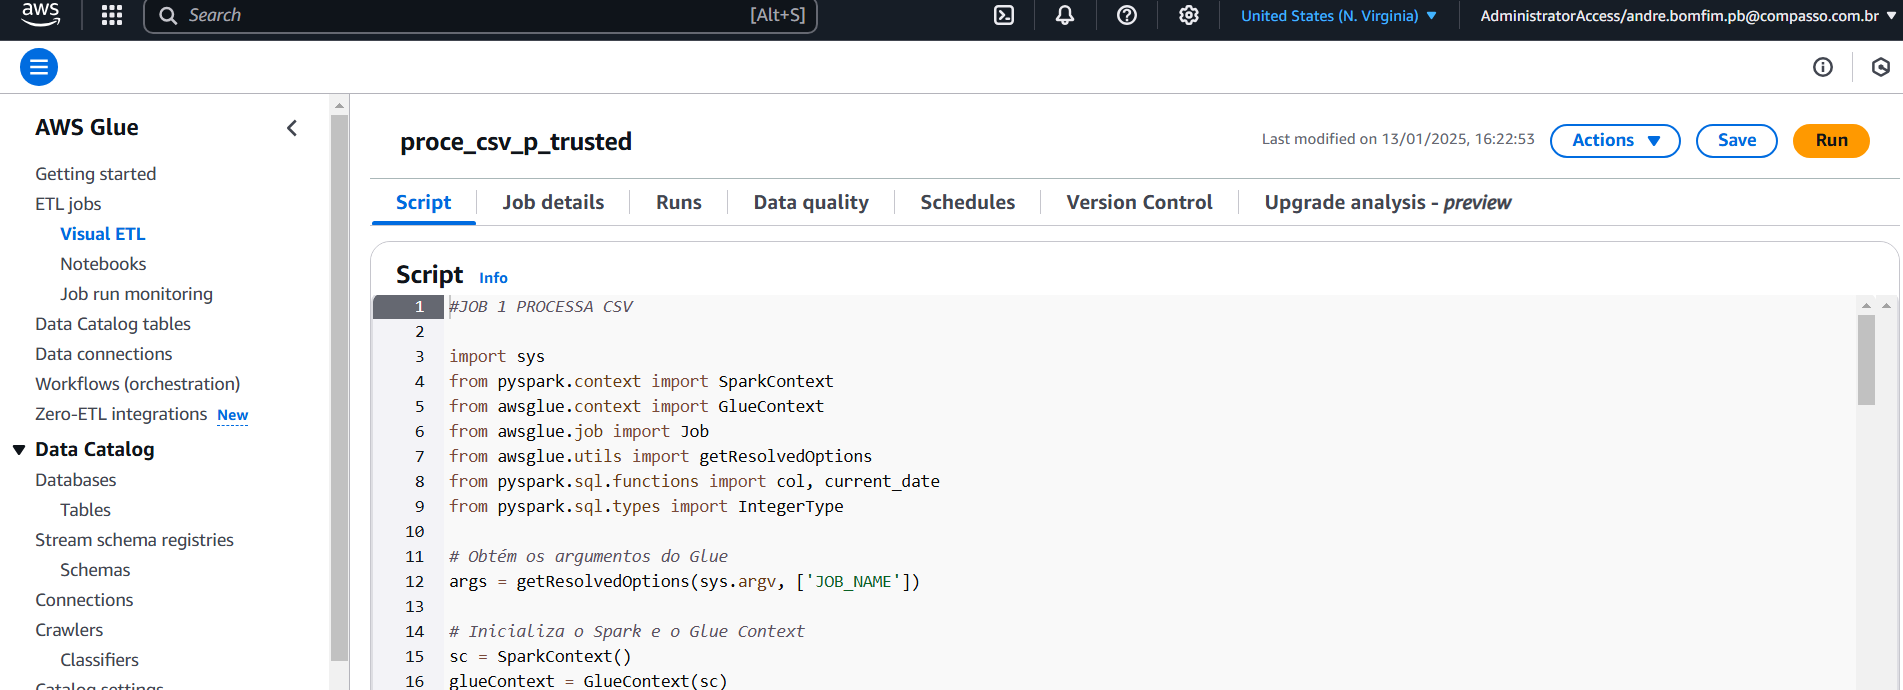 aws
Search [Alt+S]
United States (N. Virginia) ▼
AdministratorAccess/andre.bomfim.pb@compasso.com.br ▼
AWS Glue
Getting started
ETL jobs
Visual ETL
Notebooks
Job run monitoring
Data Catalog tables
Data connections
Workflows (orchestration)
Zero-ETL integrations New
Data Catalog
Databases
Tables
Stream schema registries
Schemas
Connections
Crawlers
Classifiers
Catalog settings
proce_csv_p_trusted
Last modified on 13/01/2025, 16:22:53
Actions ▼
Save
Run
Script
Job details
Runs
Data quality
Schedules
Version Control
Upgrade analysis - preview
Script Info
1 #JOB 1 PROCESSA CSV
2
3 import sys
4 from pyspark.context import SparkContext
5 from awsglue.context import GlueContext
6 from awsglue.job import Job
7 from awsglue.utils import getResolvedOptions
8 from pyspark.sql.functions import col, current_date
9 from pyspark.sql.types import IntegerType
10
11 # Obtém os argumentos do Glue
12 args = getResolvedOptions(sys.argv, ['JOB_NAME'])
13
14 # Inicializa o Spark e o Glue Context
15 sc = SparkContext()
16 glueContext = GlueContext(sc)